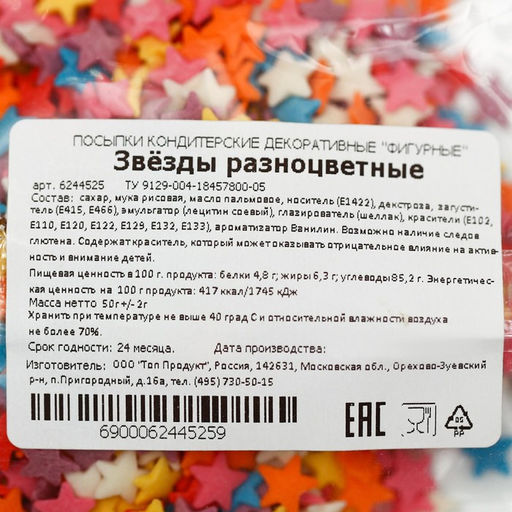 ПОСЫПКИ КОНДИТЕРСКИЕ ДЕКОРАТИВНЫЕ "ФИГУРНЫЕ"
Звёзды разноцветные
арт. 6244525 ТУ 9129-004-18457800-05
Состав: сахар, мука рисовая, масло пальмовое, носитель (Е1422), декстроза, загусти-
тель (Е415, Е466), эмульгатор (лецитин соевый), глазирователь (шеллак), красители (Е102,
Е110, Е120, Е122, Е129, Е132, Е133), ароматизатор Ванилин. Возможно наличие следов
глютена. Содержат краситель, который может оказывать отрицательное влияние на актив-
ность и внимание детей.
Пищевая ценность в 100 г. продукта: белки 4,8 г; жиры 6,3 г; углеводы 85,2 г. Энергетичес-
кая ценность на 100 г продукта: 417 ккал/1745 кДж
Масса нетто 50г +/- 2г
Хранить при температуре не выше 40 град С и относительной влажности воздуха
не более 70%.
Срок годности: 24 месяца. Дата производства:
Изготовитель: ООО "Топ Продукт", Россия, 142631, Московская обл., Орехово-Зуевский
р-н, п.Пригородный, д.16а, тел. (495) 730-50-15
6900062445259
ЕАС
05
PP